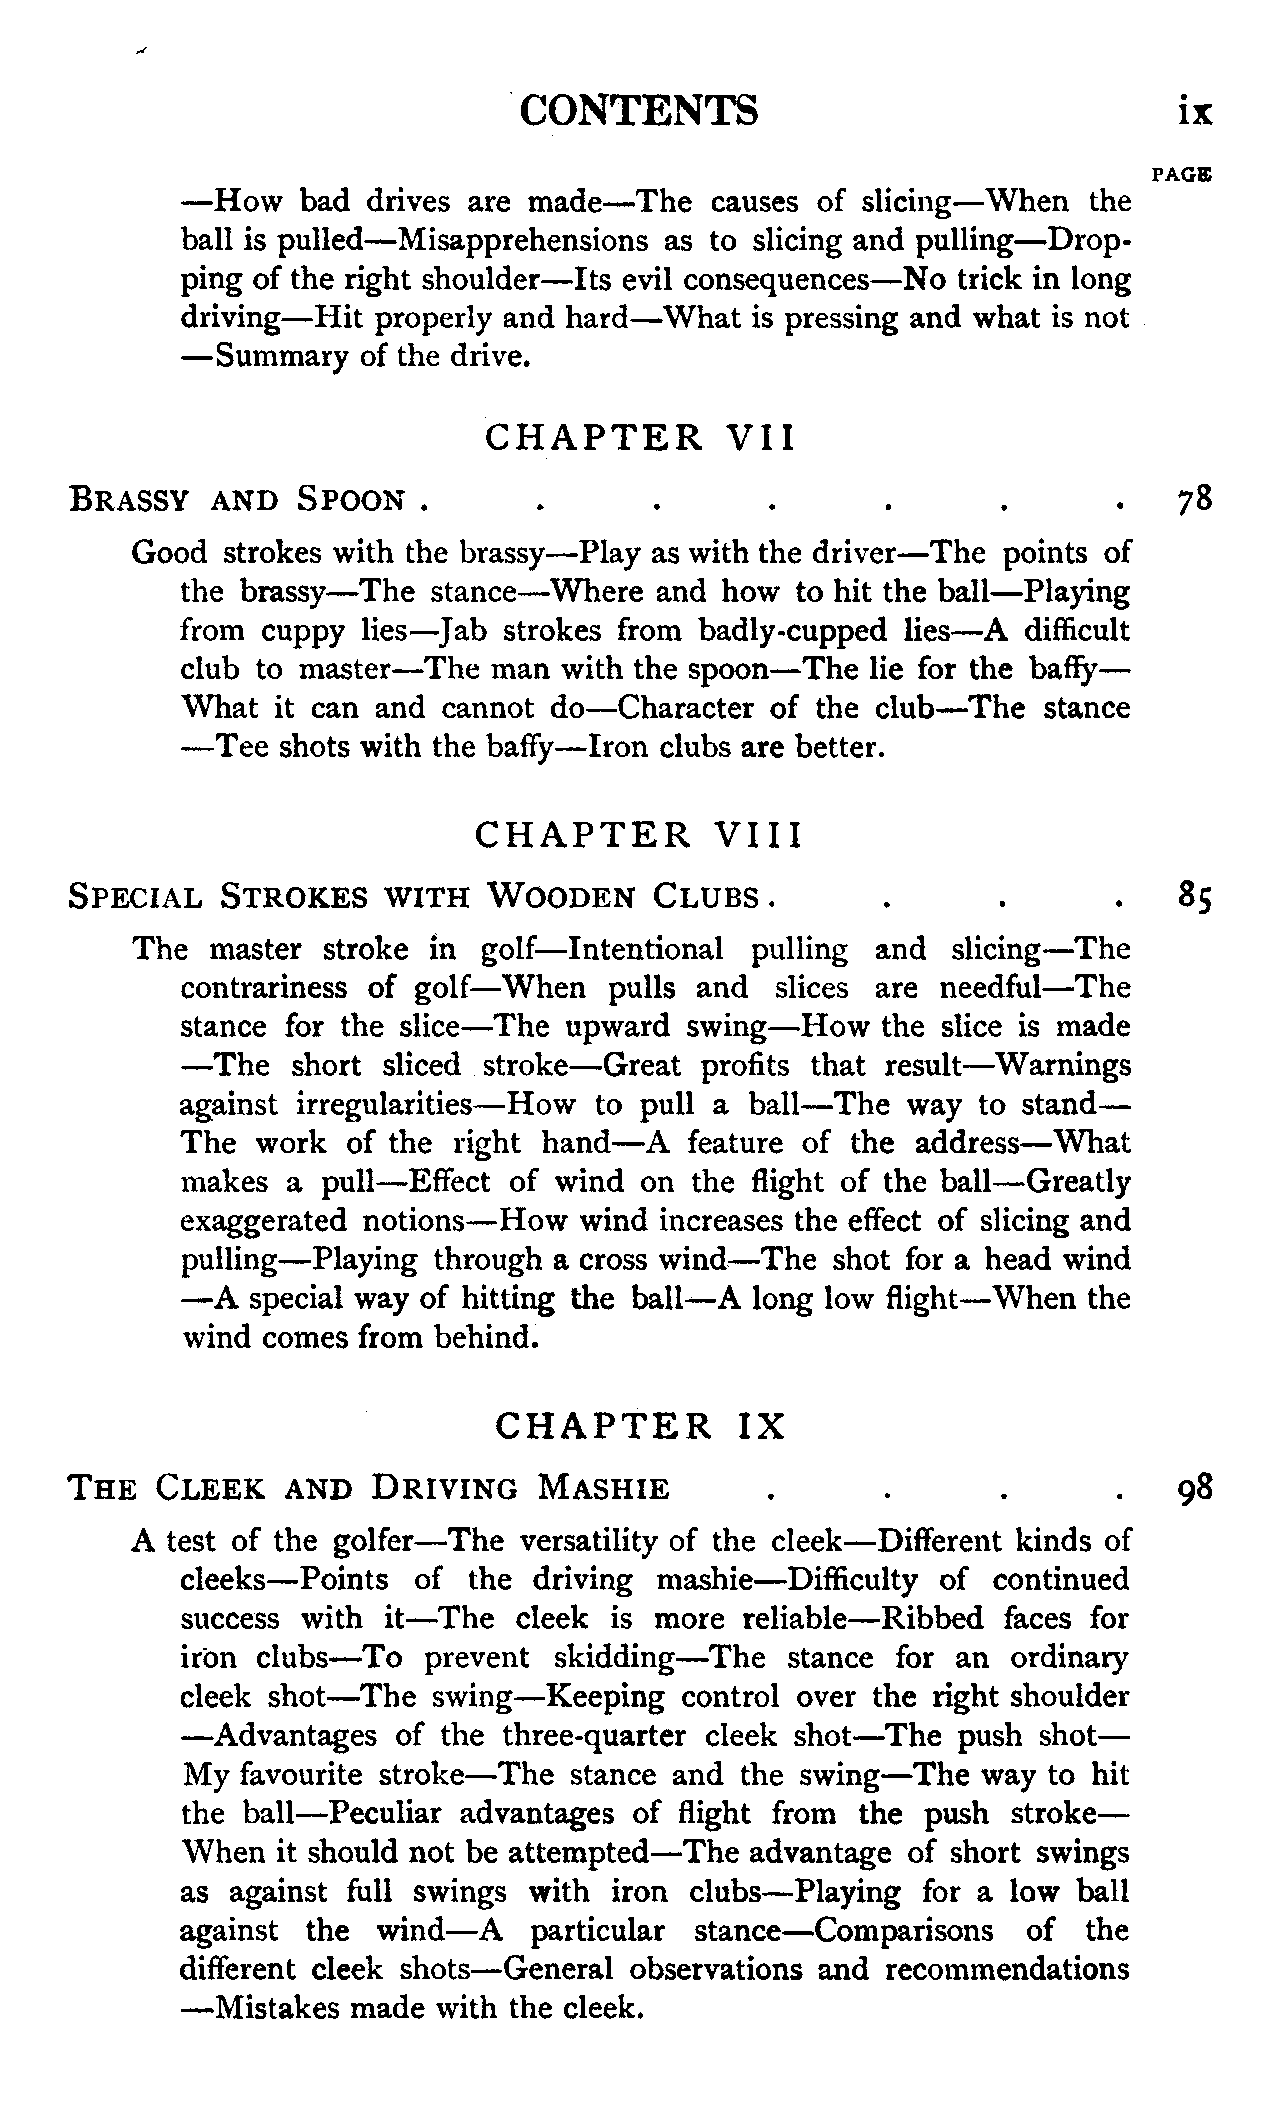 CONTENTS ix
PAGE
—How bad drives are made—The causes of slicing—When the
ball is pulled—Misapprehensions as to slicing and pulling—Drop-
ping of the right shoulder—Its evil consequences—No trick in long
driving—Hit properly and hard—What is pressing and what is not
—Summary of the drive.
CHAPTER VII
BRASSY AND SPOON . . . . . . . 78
Good strokes with the brassy—Play as with the driver—The points of
the brassy—The stance—Where and how to hit the ball—Playing
from cuppy lies—Jab strokes from badly-cupped lies—A difficult
club to master—The man with the spoon—The lie for the baffy—
What it can and cannot do—Character of the club—The stance
—Tee shots with the baffy—Iron clubs are better.
CHAPTER VIII
SPECIAL STROKES WITH WOODEN CLUBS . . . . 85
The master stroke in golf—Intentional pulling and slicing—The
contrariness of golf—When pulls and slices are needful—The
stance for the slice—The upward swing—How the slice is made
—The short sliced stroke—Great profits that result—Warnings
against irregularities—How to pull a ball—The way to stand—
The work of the right hand—A feature of the address—What
makes a pull—Effect of wind on the flight of the ball—Greatly
exaggerated notions—How wind increases the effect of slicing and
pulling—Playing through a cross wind—The shot for a head wind
—A special way of hitting the ball—A long low flight—When the
wind comes from behind.
CHAPTER IX
THE CLEEK AND DRIVING MASHIE . . . . 98
A test of the golfer—The versatility of the cleek—Different kinds of
cleeks—Points of the driving mashie—Difficulty of continued
success with it—The cleek is more reliable—Ribbed faces for
iron clubs—To prevent skidding—The stance for an ordinary
cleek shot—The swing—Keeping control over the right shoulder
—Advantages of the three-quarter cleek shot—The push shot—
My favourite stroke—The stance and the swing—The way to hit
the ball—Peculiar advantages of flight from the push stroke—
When it should not be attempted—The advantage of short swings
as against full swings with iron clubs—Playing for a low ball
against the wind—A particular stance—Comparisons of the
different cleek shots—General observations and recommendations
—Mistakes made with the cleek.